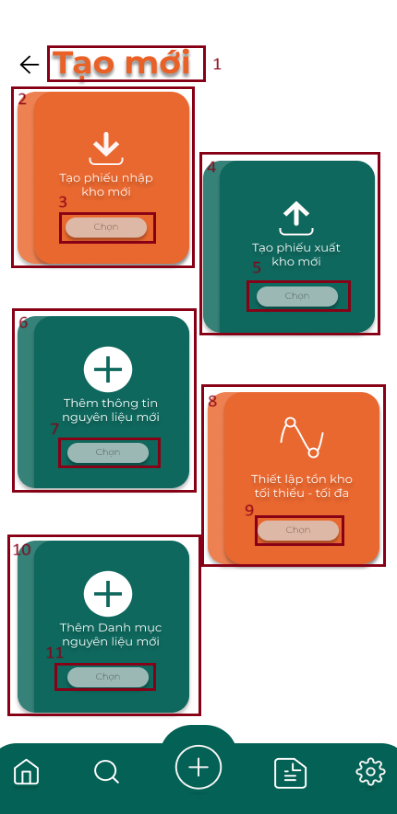 Tạo mới
1
2
Tạo phiếu nhập
kho mới
3
Chọn
4
Tạo phiếu xuất
kho mới
5
Chọn
6
Thêm thông tin
nguyên liệu mới
7
Chọn
8
Thiết lập tồn kho
tối thiểu - tối đa
9
Chọn
10
Thêm Danh mục
nguyên liệu mới
11
Chọn